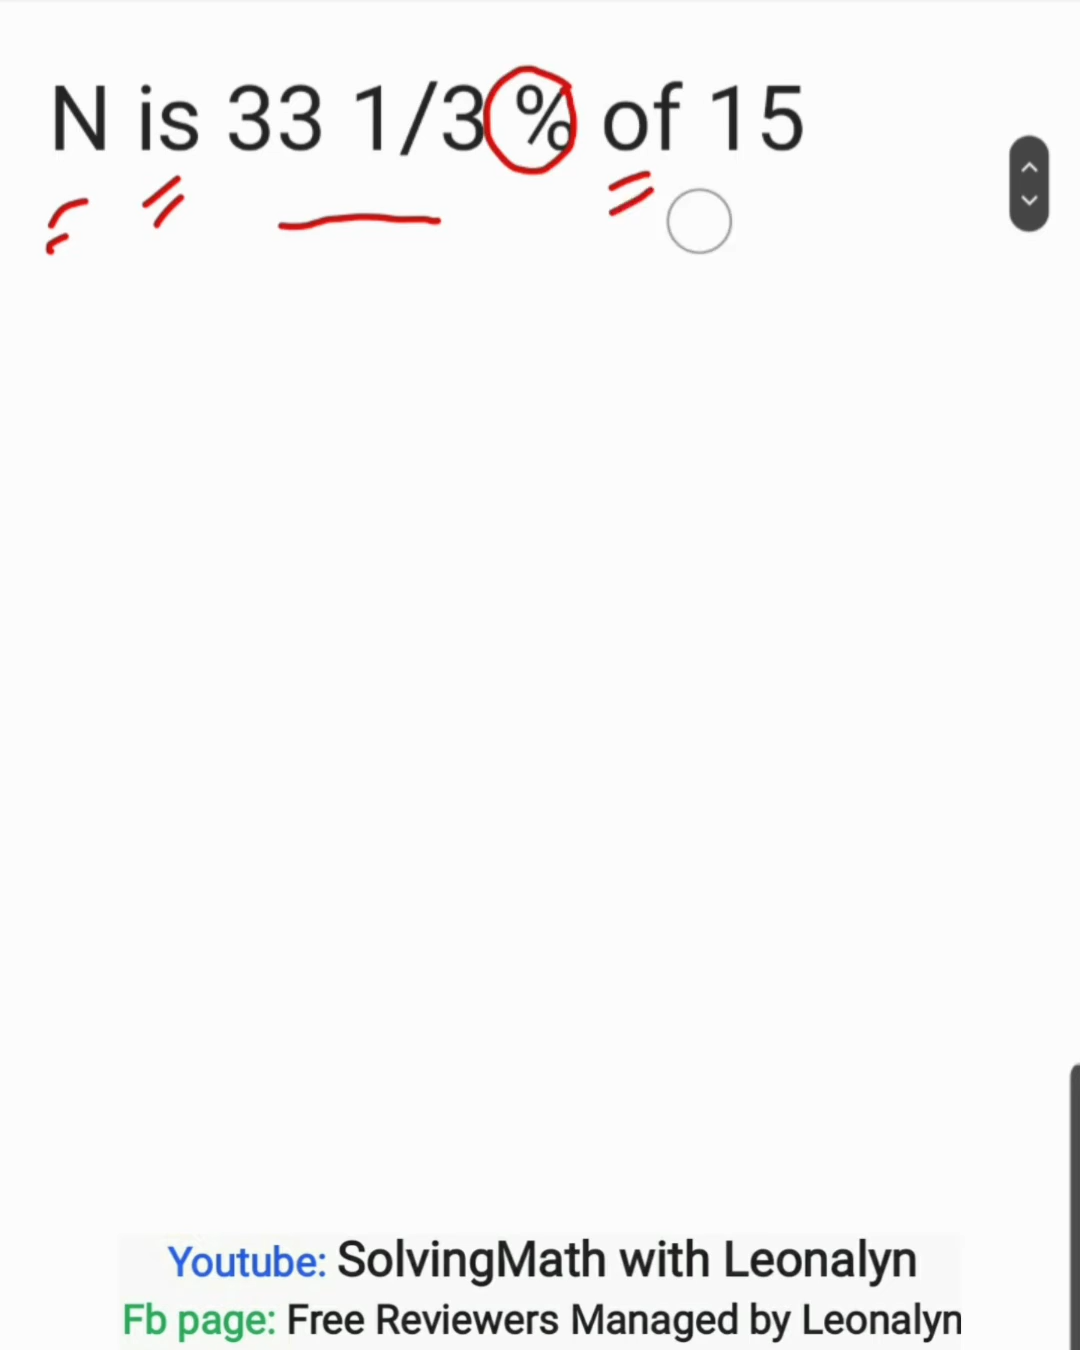 N is 33 1/3 % of 15
Youtube: SolvingMath with Leonalyn
Fb page: Free Reviewers Managed by Leonalyn